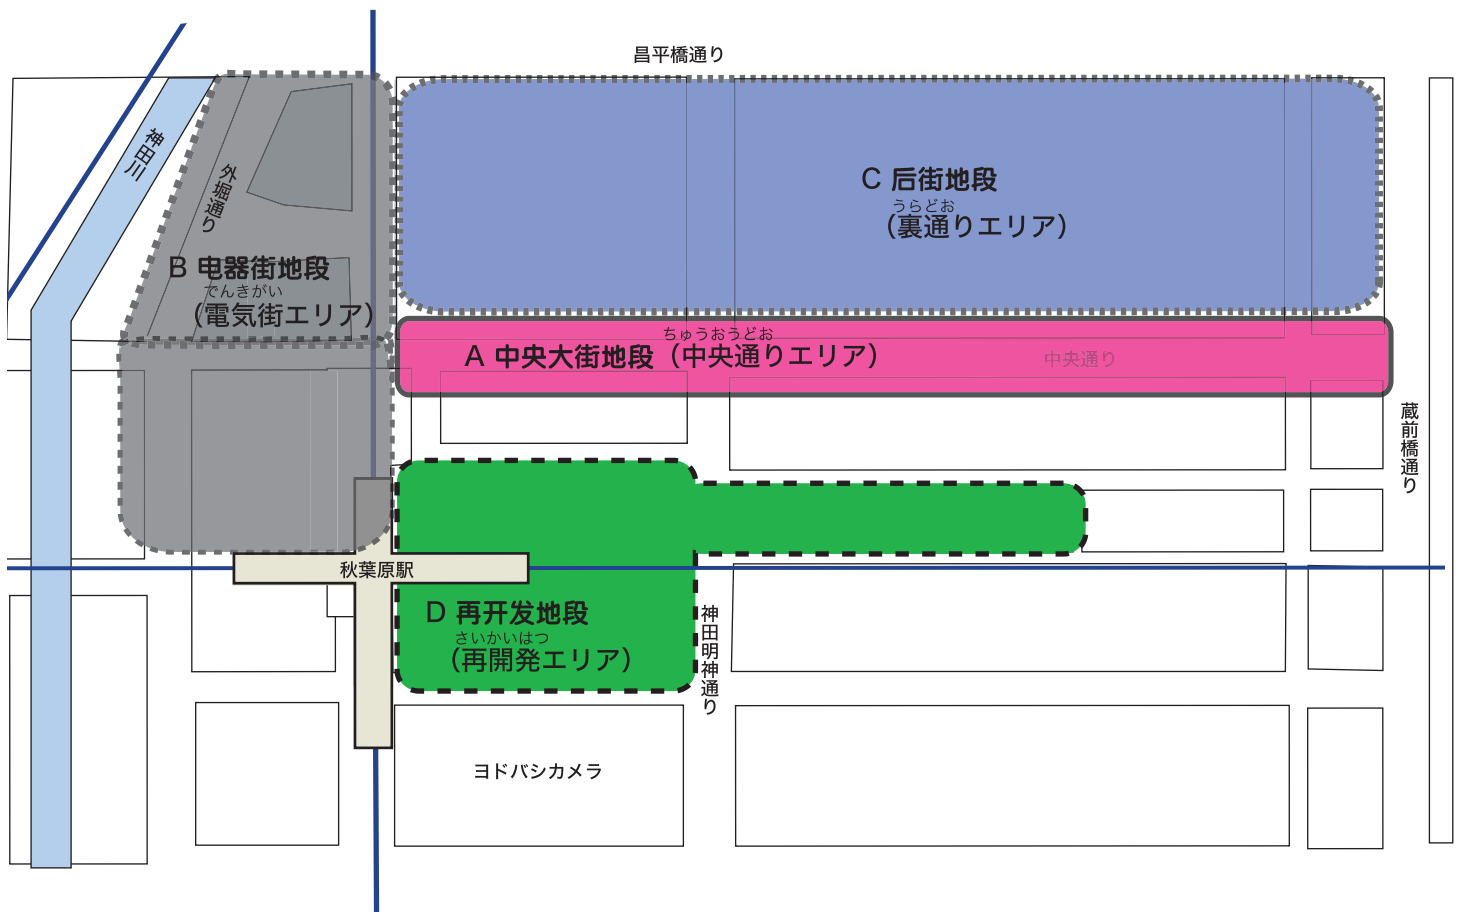 昌平橋通り
神田川
外堀通り
C 后街地段
うらどお
（裏通りエリア）
B 电器街地段
でんきがい
（電気街エリア）
ちゅうおうどお
A 中央大街地段（中央通りエリア）
中央通り
蔵前橋通り
秋葉原駅
D 再开发地段
さいかいはつ
（再開発エリア）
神田明神通り
ヨドバシカメラ